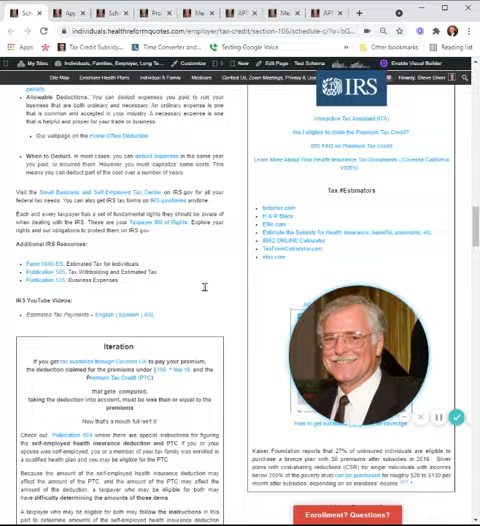 Sch
Apps
Sch
Pro
Me
APT
Me
APT
individuals.healthreformquotes.com/employer/tax-credit/section-106/schedule-c/?
Apps
Tax Credit Subsidy
Time Converter and...
Texting Google Voice
Other bookmarks
Reading list
My Sites
Individuals, Families, Employer, Long Te...
Customize
0
New
Edit Page
Edit Stream
Enable Visual Builder
Site Map
Employer Health Plans
Individual & Family
Medicare
Contact Us, Zoom Meetings, Privacy & Lice
Howdy, Steve Shorr
penalty
Allowable Deductions. You can deduct expenses you paid to run your
business that are both ordinary and necessary. An ordinary expense is one
that is common and accepted in your industry. A necessary expense is one
that is helpful and proper for your trade or business.
Our webpage on the Home Office Deduction
When to Deduct. In most cases, you can deduct expenses in the same year
you paid, or incurred them. However, you must capitalize some costs. This
means you can deduct part of the cost over a number of years.
Visit the Small Business and Self-Employed Tax Center on IRS.gov for all your
federal tax needs. You can also get IRS tax forms on IRS.gov/forms anytime.
Each and every taxpayer has a set of fundamental rights they should be aware of
when dealing with the IRS. These are your Taxpayer Bill of Rights. Explore your
rights and our obligations to protect them on IRS.gov.
Additional IRS Resources:
Form 1040-ES, Estimated Tax for Individuals
Publication 505, Tax Withholding and Estimated Tax
Publication 535, Business Expenses
IRS YouTube Videos:
Estimated Tax Payments – English | Spanish | ASL
Iteration
If you get tax subsidies through Covered CA to pay your premium,
the deduction claimed for the premiums under §106 * line 16 and the
Premium Tax Credit (PTC)
that gets computed,
taking the deduction into account, must be less than or equal to the
premiums
Now that's a mouth full isn't it!
Check out Publication 974 where there are special instructions for figuring
the self-employed health insurance deduction and PTC if you or your
spouse was self-employed, you or a member of your tax family was enrolled in
a qualified health plan and you may be eligible for the PTC
Because the amount of the self-employed health insurance deduction may
affect the amount of the PTC, and the amount of the PTC may affect the
amount of the deduction, a taxpayer who may be eligible for both may
have difficulty determining the amounts of those items.
A taxpayer who may be eligible for both may follow the instructions in this
part to determine amounts of the self-employed health insurance deduction
IRS
Interactive Tax Assistant (ITA)
Am I eligible to claim the Premium Tax Credit?
IRS FAQ on Premium Tax Credit
Learn More About Your Health Insurance Tax Documents | Covered California
VIDEO
Tax #Estimators
turbotax.com
H & R Block
Efile.com
Estimate the Subsidy for Health Insurance, benefits, premiums, etc.
8962 ONLINE Calculator
TaxFormCalculator.com
etax.com
How to get subsid
coverage
Kaiser Foundation reports that 27% of uninsured individuals are eligible to
purchase a bronze plan with $0 premiums after subsidies in 2019. Silver
plans with cost-sharing reductions (CSR) for single individuals with incomes
below 200% of the poverty level can be purchased for roughly $20 to $130 per
month after subsidies, depending on enrollees' income.
Enrollment? Questions?